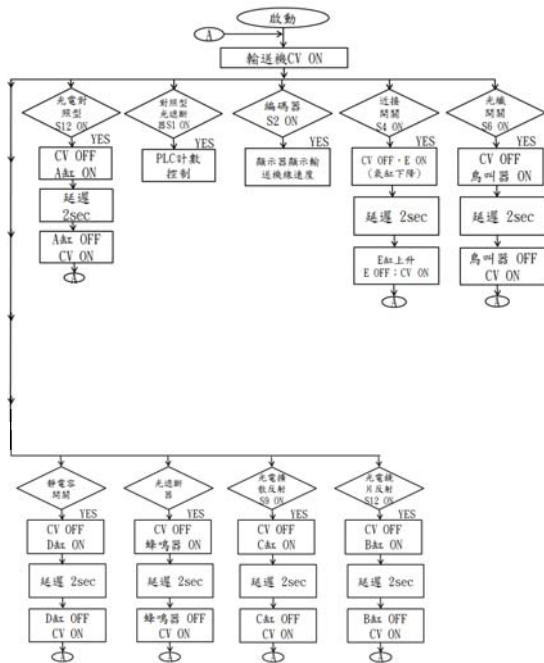 啟動
A
輸送機CV ON
光電對
照型
S12 ON
YES
CV OFF
A缸 ON
延遲
2sec
A缸 OFF
CV ON
A
對照型
光遮斷
器S1 ON
YES
PLC計數
控制
編碼器
S2 ON
YES
顯示器顯示輸
送機線速度
近接
開關
S4 ON
YES
CV OFF,E ON
(氣缸下降)
延遲 2sec
E缸上升
E OFF;CV ON
A
光纖
開關
S6 ON
YES
CV OFF
鳥叫器 ON
延遲 2sec
鳥叫器 OFF
CV ON
A
靜電容
開關
YES
CV OFF
D缸 ON
延遲 2sec
D缸 OFF
CV ON
A
光遮斷
器
YES
CV OFF
蜂鳴器 ON
延遲 2sec
蜂鳴器 OFF
CV ON
A
光電擴
散反射
S9 ON
YES
CV OFF
C缸 ON
延遲 2sec
C缸 OFF
CV ON
A
光電鏡
片反射
S12 ON
YES
CV OFF
B缸 ON
延遲 2sec
B缸 OFF
CV ON
A